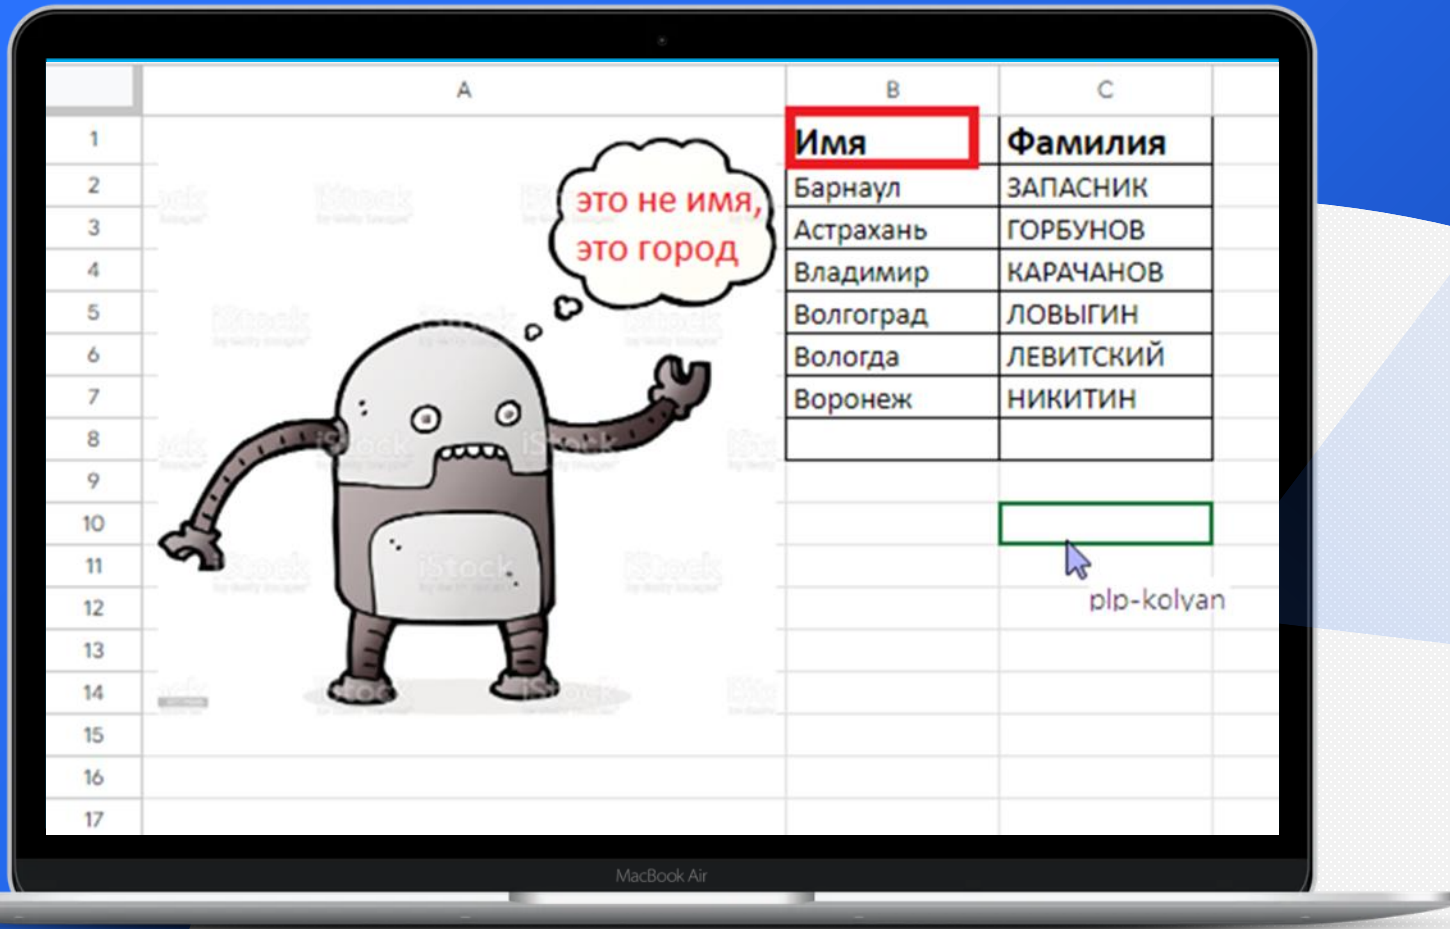 A B C
1 Имя Фамилия
2 Барнаул ЗАПАСНИК
это не имя,
3 Астрахань ГОРБУНОВ
это город
4 Владимир КАРАЧАНОВ
5 Волгоград ЛОВЫГИН
6 Вологда ЛЕВИТСКИЙ
7 Воронеж НИКИТИН
8
iStock
9
10
11
iStock
12
plp-kolyan
13
14
15
16
17
MacBook Air